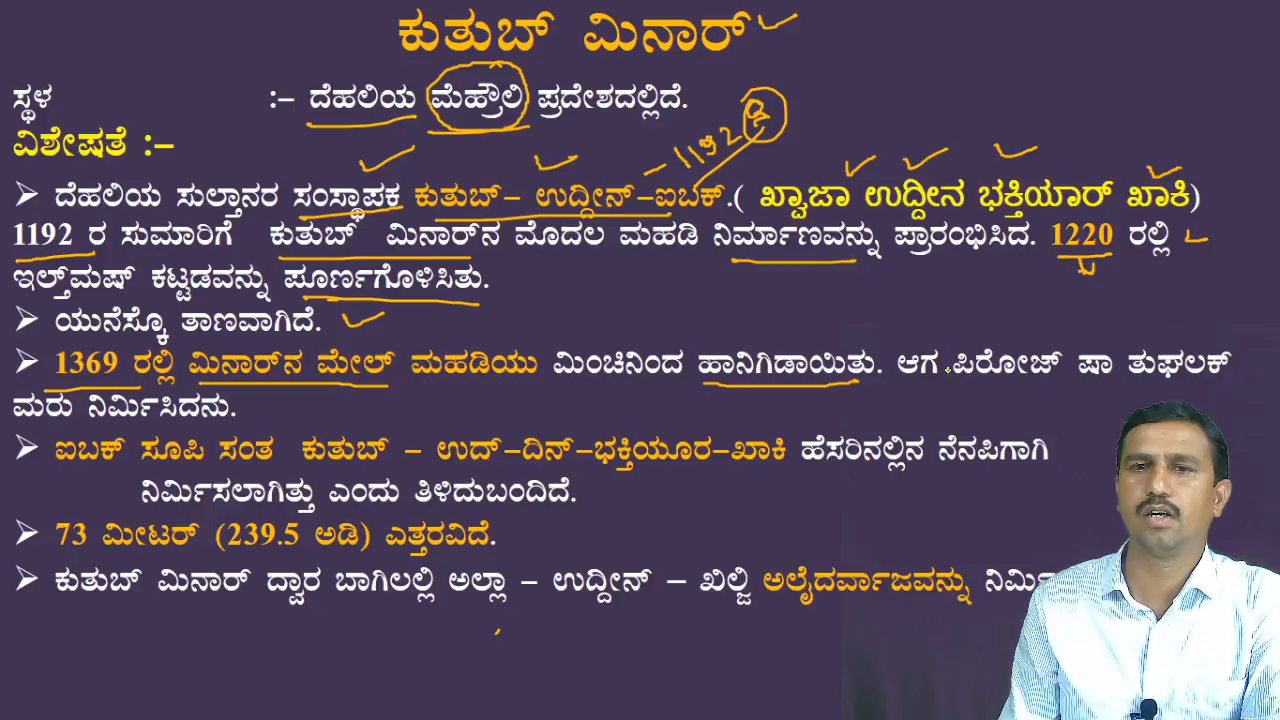 ಕುತುಬ್ ಮಿನಾರ್
ಸ್ಥಳ :- ದೆಹಲಿಯ ಮೆಹ್ರೌಲಿ ಪ್ರದೇಶದಲ್ಲಿದೆ.
ವಿಶೇಷತೆ :-
1192
➢ ದೆಹಲಿಯ ಸುಲ್ತಾನರ ಸಂಸ್ಥಾಪಕ ಕುತುಬ್- ಉದ್ದೀನ್-ಐಬಕ್.( ಖ್ವಾಜಾ ಉದ್ದೀನ ಭಕ್ತಿಯಾರ್ ಖಾಕಿ)
1192 ರ ಸುಮಾರಿಗೆ ಕುತುಬ್ ಮಿನಾರ್‌ನ ಮೊದಲ ಮಹಡಿ ನಿರ್ಮಾಣವನ್ನು ಪ್ರಾರಂಭಿಸಿದ. 1220 ರಲ್ಲಿ
ಇಲ್ತ್‌ಮಷ್ ಕಟ್ಟಡವನ್ನು ಪೂರ್ಣಗೊಳಿಸಿತು.
➢ ಯುನೆಸ್ಕೊ ತಾಣವಾಗಿದೆ.
➢ 1369 ರಲ್ಲಿ ಮಿನಾರ್‌ನ ಮೇಲ್ ಮಹಡಿಯು ಮಿಂಚಿನಿಂದ ಹಾನಿಗಿಡಾಯಿತು. ಆಗ ಪಿರೋಜ್ ಷಾ ತುಘಲಕ್
ಮರು ನಿರ್ಮಿಸಿದನು.
➢ ಐಬಕ್ ಸೂಪಿ ಸಂತ ಕುತುಬ್ - ಉದ್-ದಿನ್-ಭಕ್ತಿಯೂರ-ಖಾಕಿ ಹೆಸರಿನಲ್ಲಿನ ನೆನಪಿಗಾಗಿ
ನಿರ್ಮಿಸಲಾಗಿತ್ತು ಎಂದು ತಿಳಿದುಬಂದಿದೆ.
➢ 73 ಮೀಟರ್ (239.5 ಅಡಿ) ಎತ್ತರವಿದೆ.
➢ ಕುತುಬ್ ಮಿನಾರ್ ದ್ವಾರ ಬಾಗಿಲಲ್ಲಿ ಅಲ್ಲಾ - ಉದ್ದೀನ್ - ಖಿಲ್ಜಿ ಅಲೈದರ್ವಾಜವನ್ನು